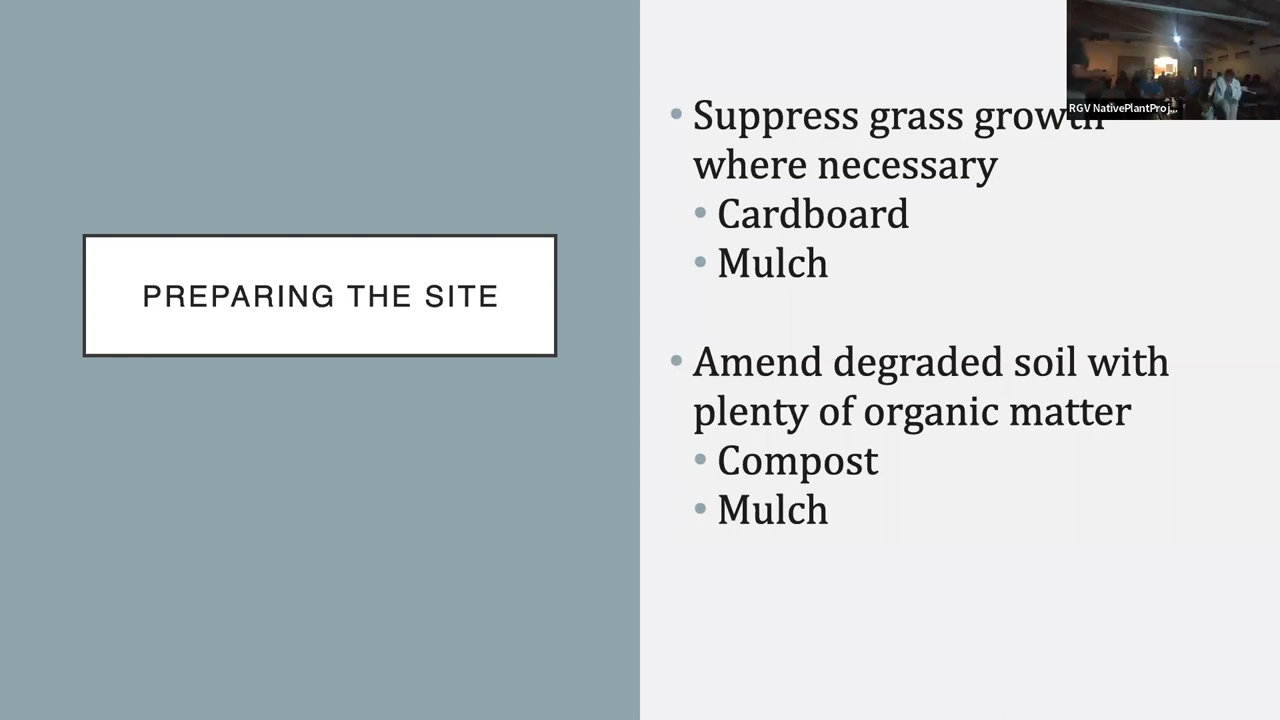 RGV NativePlantProj...
• Suppress grass growth
where necessary
• Cardboard
• Mulch
PREPARING THE SITE
• Amend degraded soil with
plenty of organic matter
• Compost
• Mulch